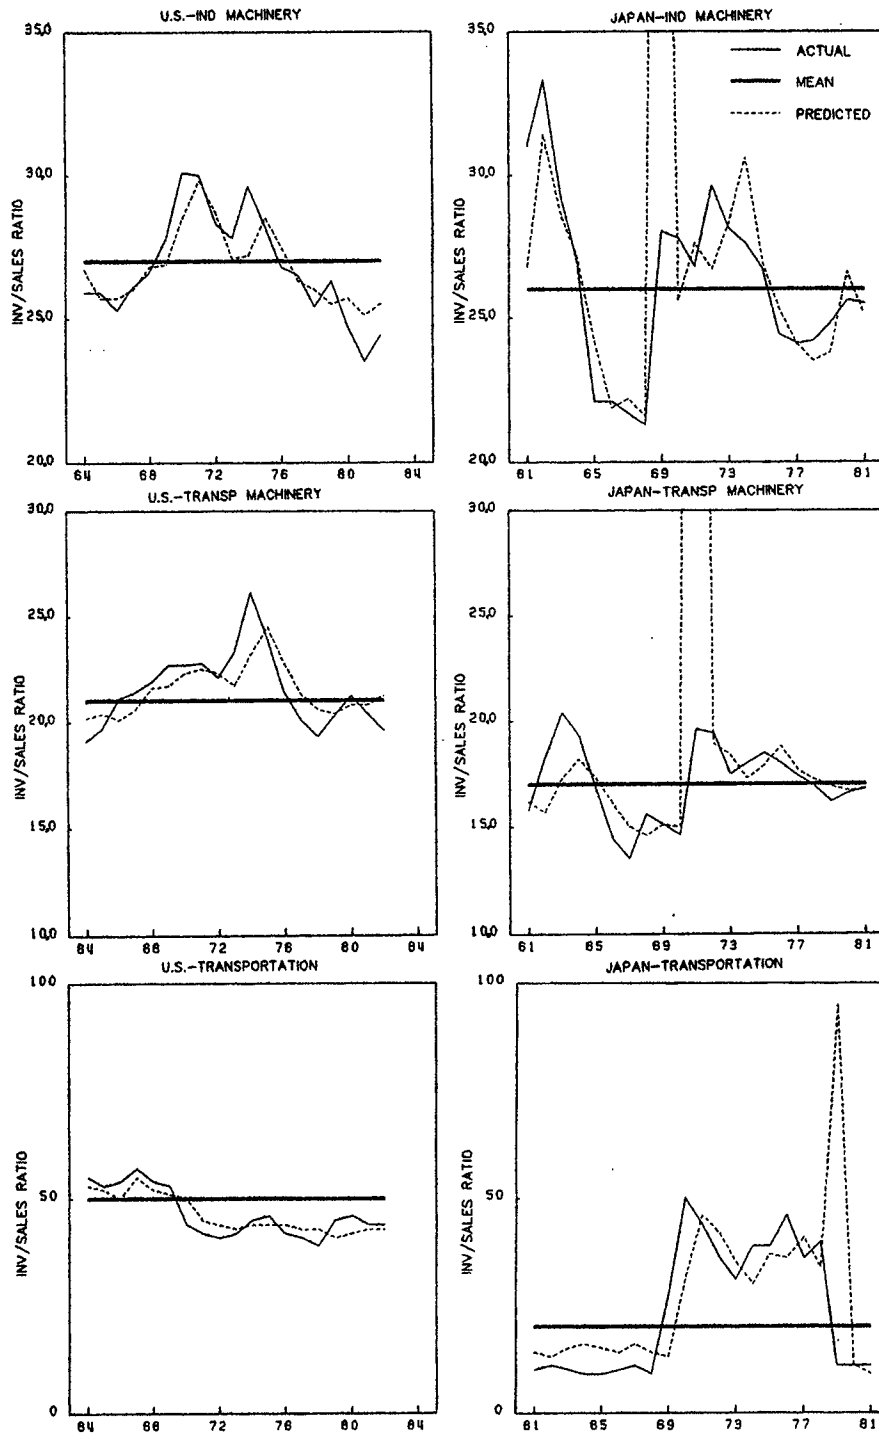 U.S.-IND MACHINERY
35.0
30.0
25.0
20.0
INV/SALES RATIO
64 68 72 76 80 84
JAPAN-IND MACHINERY
ACTUAL
MEAN
PREDICTED
35.0
30.0
25.0
20.0
INV/SALES RATIO
61 65 69 73 77 81
U.S.-TRANSP MACHINERY
30.0
25.0
20.0
15.0
10.0
INV/SALES RATIO
64 68 72 76 80 84
JAPAN-TRANSP MACHINERY
30.0
25.0
20.0
15.0
10.0
INV/SALES RATIO
61 65 69 73 77 81
U.S.-TRANSPORTATION
100
50
0
INV/SALES RATIO
64 68 72 76 80 84
JAPAN-TRANSPORTATION
100
50
0
INV/SALES RATIO
61 65 69 73 77 81